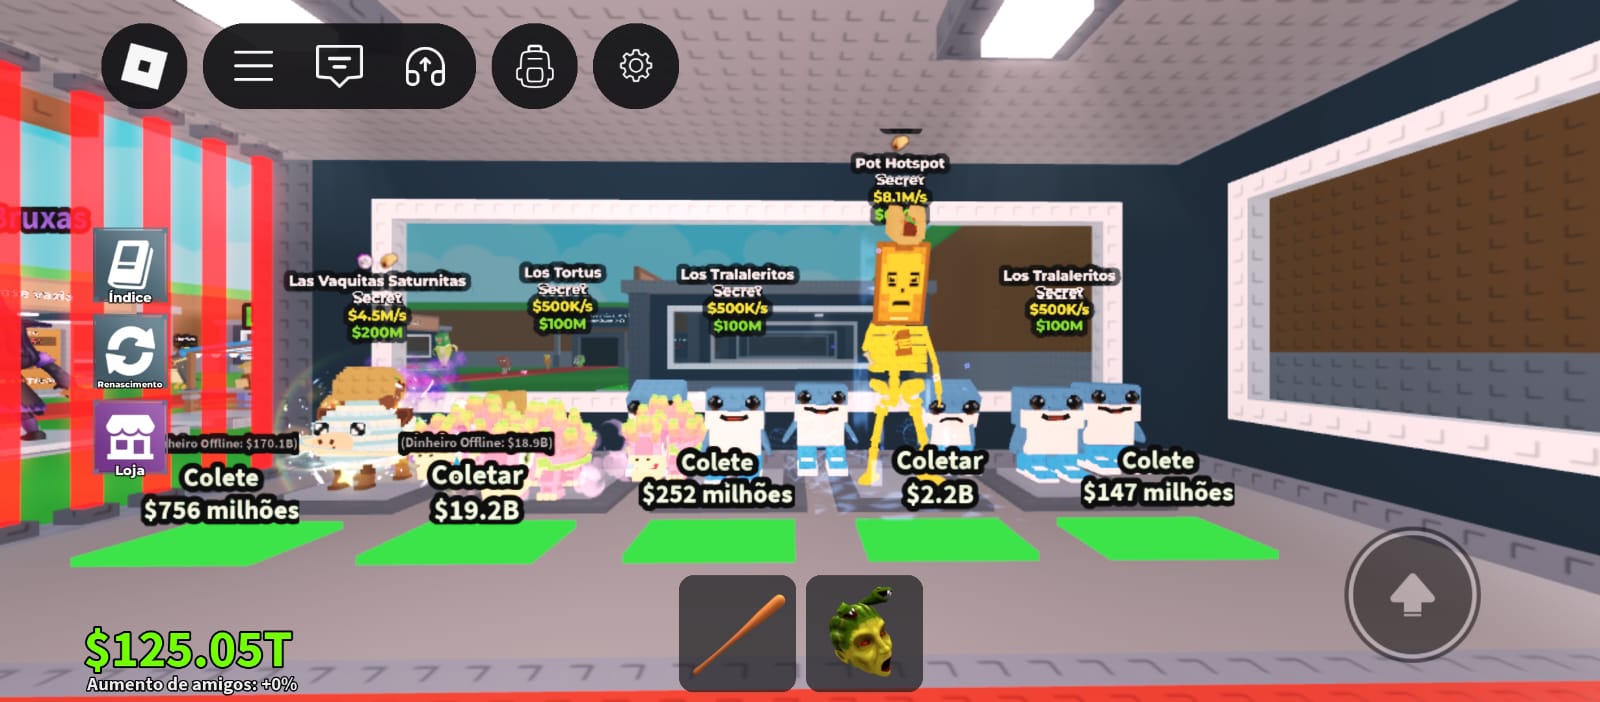 Pot Hotspot
Secret
$8.1M/s
Bruxas
Índice
Las Vaquitas Saturnitas
Secret
$4.5M/s
$200M
Los Tortus
Secret
$500K/s
$100M
Los Tralaleritos
Secret
$500K/s
$100M
Los Tralaleritos
Secret
$500K/s
$100M
Renascimento
Loja
heiro Offline: $170.1B)
(Dinheiro Offline: $18.9B)
Colete
$756 milhões
Coletar
$19.2B
Colete
$252 milhões
Coletar
$2.2B
Colete
$147 milhões
$125.05T
Aumento de amigos: +0%